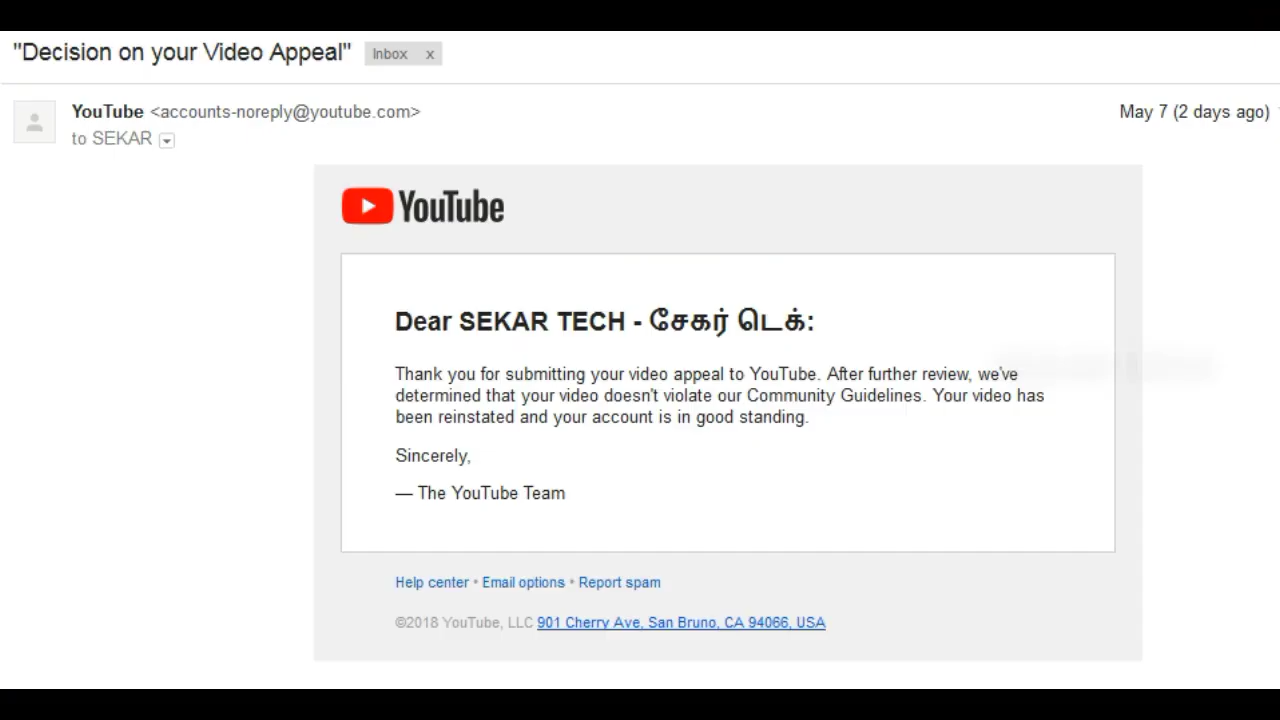 "Decision on your Video Appeal" Inbox x
YouTube <accounts-noreply@youtube.com> May 7 (2 days ago)
to SEKAR
YouTube
Dear SEKAR TECH - சேகர் டெக்:
Thank you for submitting your video appeal to YouTube. After further review, we've
determined that your video doesn't violate our Community Guidelines. Your video has
been reinstated and your account is in good standing.
Sincerely,
— The YouTube Team
Help center • Email options • Report spam
©2018 YouTube, LLC 901 Cherry Ave, San Bruno, CA 94066, USA